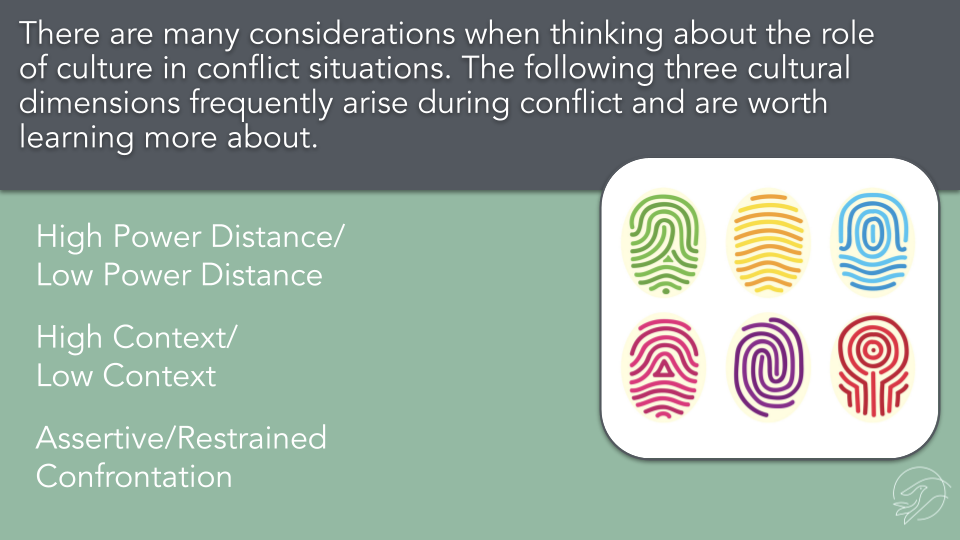 There are many considerations when thinking about the role
of culture in conflict situations. The following three cultural
dimensions frequently arise during conflict and are worth
learning more about.
High Power Distance/
Low Power Distance
High Context/
Low Context
Assertive/Restrained
Confrontation